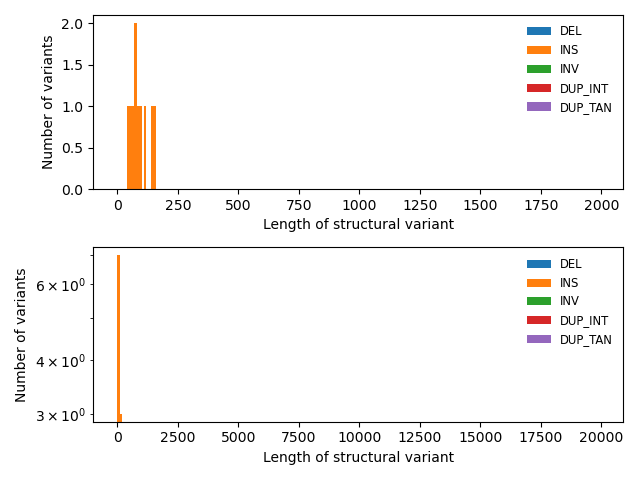 2.0
1.5
1.0
0.5
0.0
Number of variants
DEL
INS
INV
DUP_INT
DUP_TAN
0 250 500 750 1000 1250 1500 1750 2000
Length of structural variant
6 × 10⁰
4 × 10⁰
3 × 10⁰
Number of variants
DEL
INS
INV
DUP_INT
DUP_TAN
0 2500 5000 7500 10000 12500 15000 17500 20000
Length of structural variant